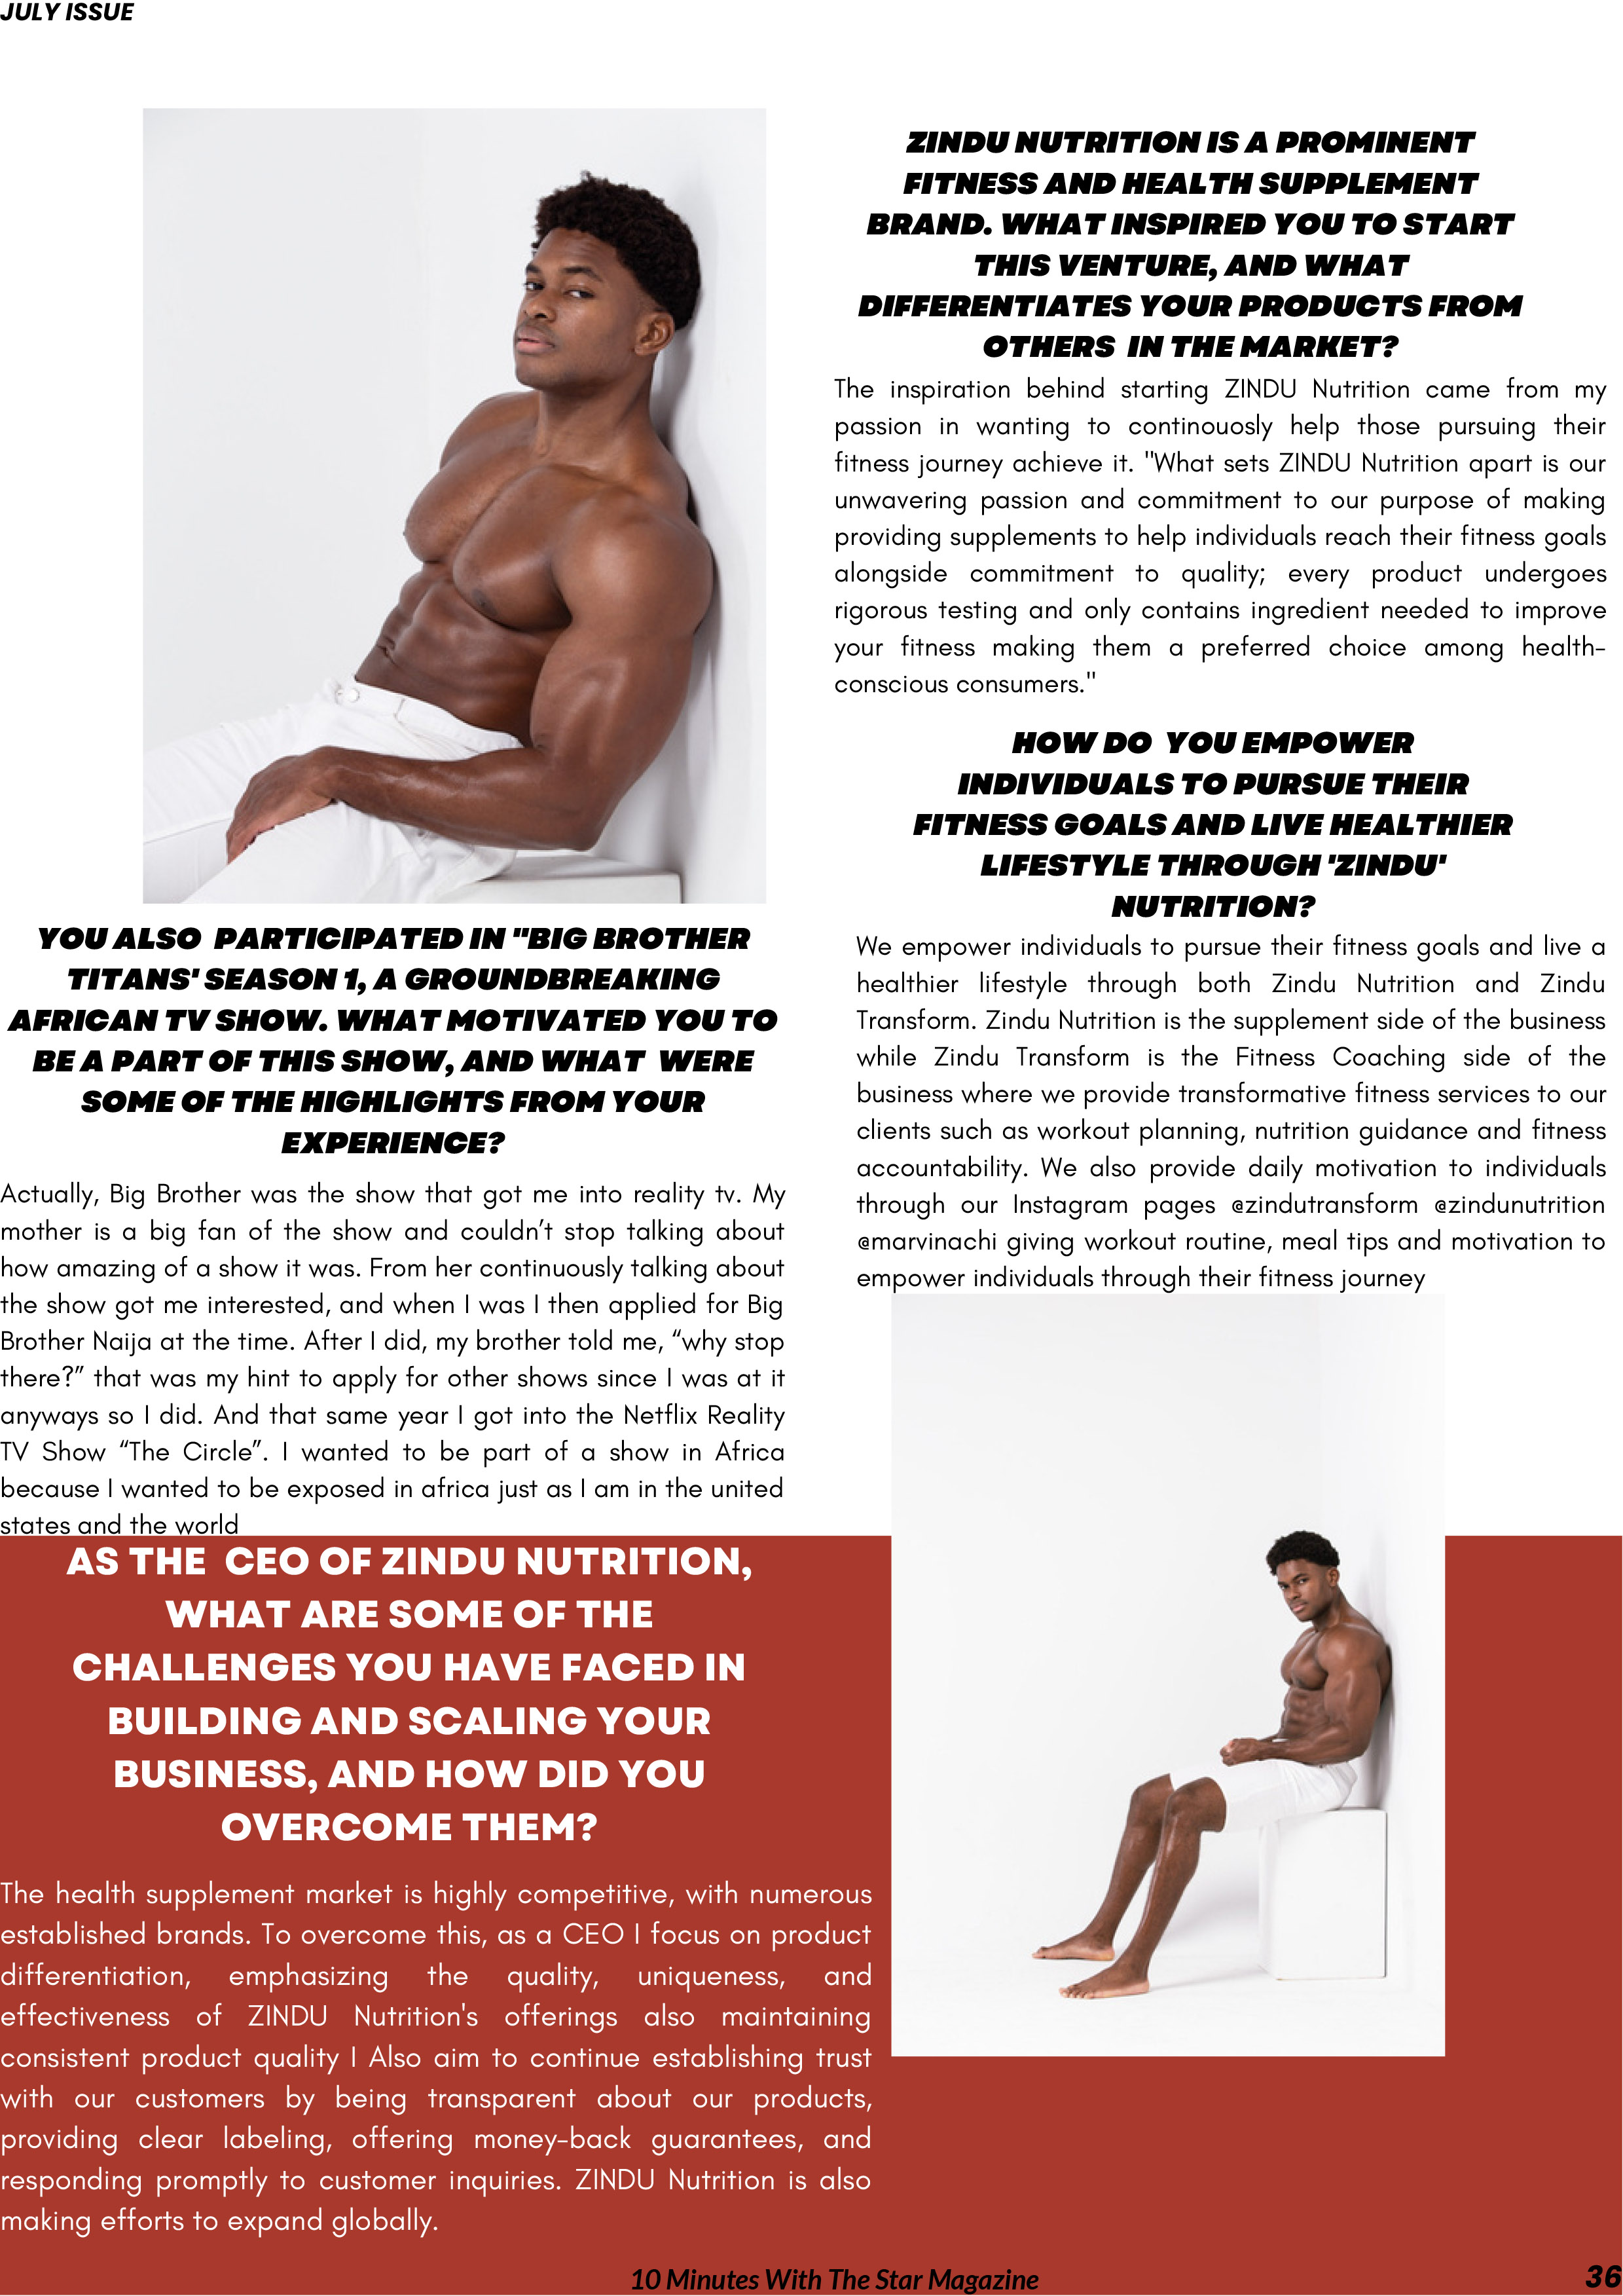 JULY ISSUE
YOU ALSO PARTICIPATED IN "BIG BROTHER
TITANS' SEASON 1, A GROUNDBREAKING
AFRICAN TV SHOW. WHAT MOTIVATED YOU TO
BE A PART OF THIS SHOW, AND WHAT WERE
SOME OF THE HIGHLIGHTS FROM YOUR
EXPERIENCE?
Actually, Big Brother was the show that got me into reality tv. My
mother is a big fan of the show and couldn’t stop talking about
how amazing of a show it was. From her continuously talking about
the show got me interested, and when I was I then applied for Big
Brother Naija at the time. After I did, my brother told me, “why stop
there?” that was my hint to apply for other shows since I was at it
anyways so I did. And that same year I got into the Netflix Reality
TV Show “The Circle”. I wanted to be part of a show in Africa
because I wanted to be exposed in africa just as I am in the united
states and the world
AS THE CEO OF ZINDU NUTRITION,
WHAT ARE SOME OF THE
CHALLENGES YOU HAVE FACED IN
BUILDING AND SCALING YOUR
BUSINESS, AND HOW DID YOU
OVERCOME THEM?
The health supplement market is highly competitive, with numerous
established brands. To overcome this, as a CEO I focus on product
differentiation, emphasizing the quality, uniqueness, and
effectiveness of ZINDU Nutrition's offerings also maintaining
consistent product quality I Also aim to continue establishing trust
with our customers by being transparent about our products,
providing clear labeling, offering money-back guarantees, and
responding promptly to customer inquiries. ZINDU Nutrition is also
making efforts to expand globally.
ZINDU NUTRITION IS A PROMINENT
FITNESS AND HEALTH SUPPLEMENT
BRAND. WHAT INSPIRED YOU TO START
THIS VENTURE, AND WHAT
DIFFERENTIATES YOUR PRODUCTS FROM
OTHERS IN THE MARKET?
The inspiration behind starting ZINDU Nutrition came from my
passion in wanting to continouosly help those pursuing their
fitness journey achieve it. "What sets ZINDU Nutrition apart is our
unwavering passion and commitment to our purpose of making
providing supplements to help individuals reach their fitness goals
alongside commitment to quality; every product undergoes
rigorous testing and only contains ingredient needed to improve
your fitness making them a preferred choice among health-
conscious consumers."
HOW DO YOU EMPOWER
INDIVIDUALS TO PURSUE THEIR
FITNESS GOALS AND LIVE HEALTHIER
LIFESTYLE THROUGH 'ZINDU'
NUTRITION?
We empower individuals to pursue their fitness goals and live a
healthier lifestyle through both Zindu Nutrition and Zindu
Transform. Zindu Nutrition is the supplement side of the business
while Zindu Transform is the Fitness Coaching side of the
business where we provide transformative fitness services to our
clients such as workout planning, nutrition guidance and fitness
accountability. We also provide daily motivation to individuals
through our Instagram pages @zindutransform @zindunutrition
@marvinachi giving workout routine, meal tips and motivation to
empower individuals through their fitness journey
10 Minutes With The Star Magazine
36